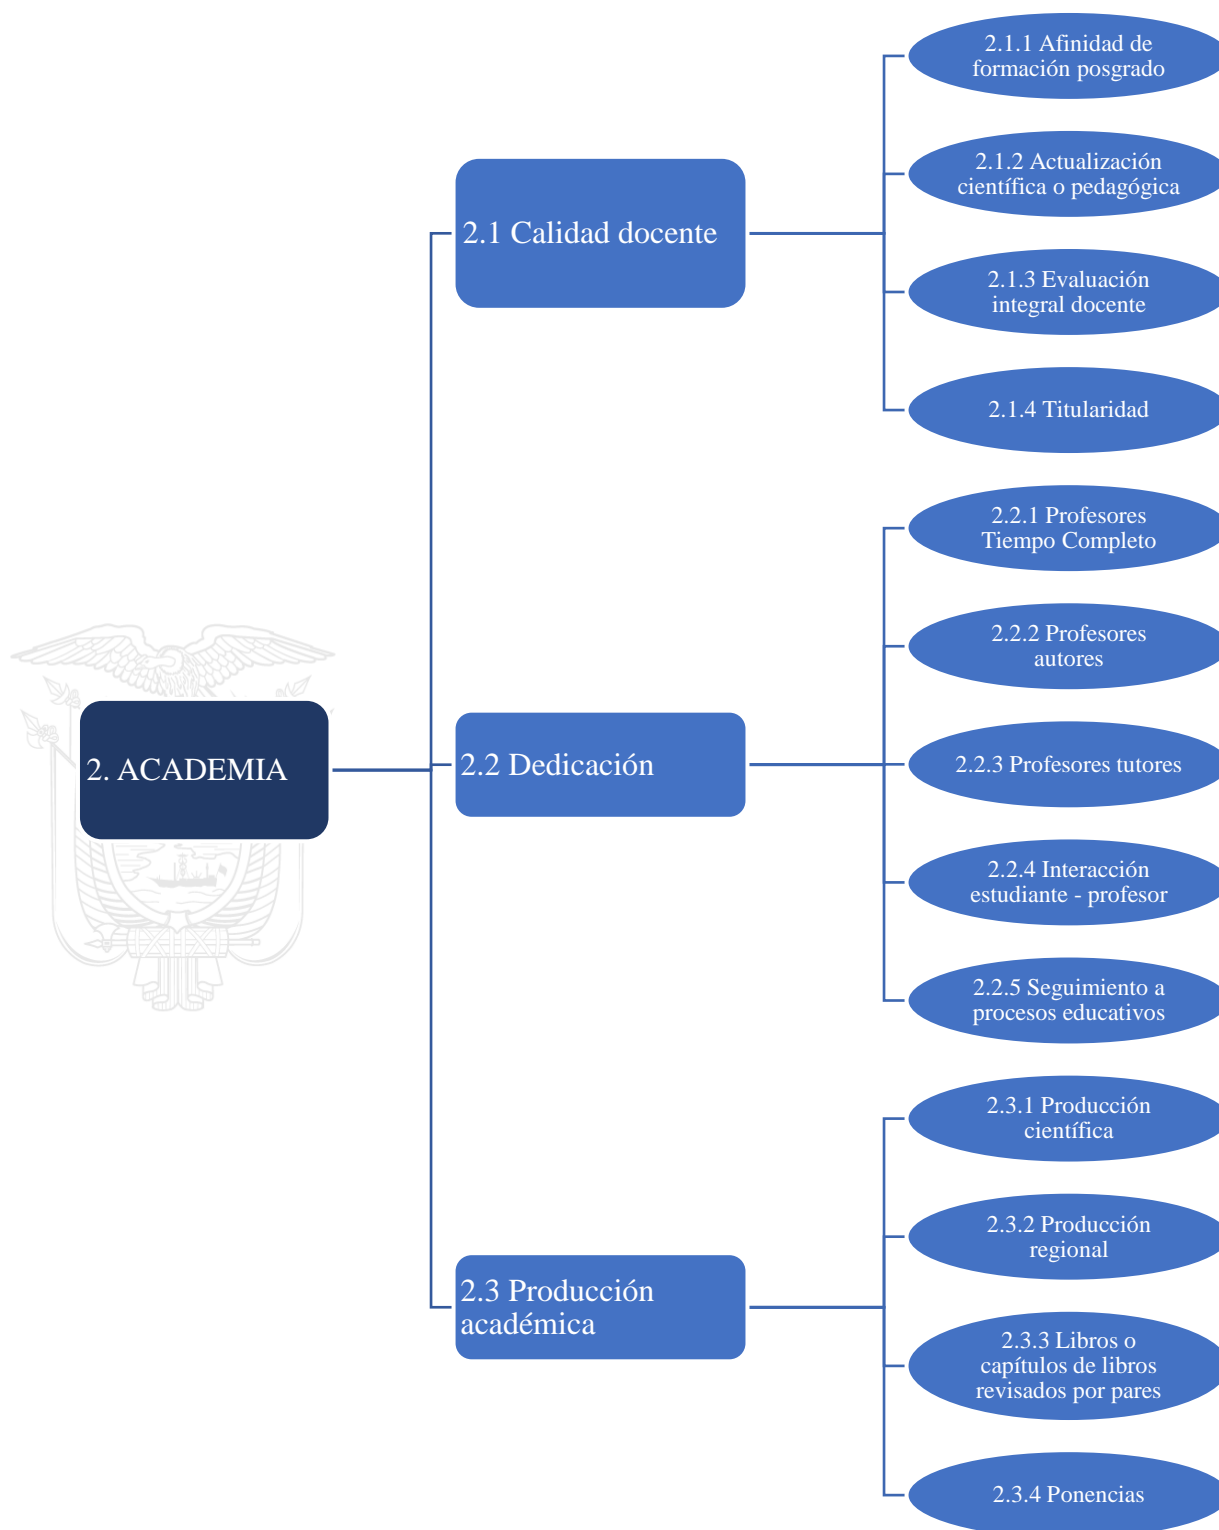 2. ACADEMIA
2.1 Calidad docente
2.1.1 Afinidad de
formación posgrado
2.1.2 Actualización
científica o pedagógica
2.1.3 Evaluación
integral docente
2.1.4 Titularidad
2.2 Dedicación
2.2.1 Profesores
Tiempo Completo
2.2.2 Profesores
autores
2.2.3 Profesores tutores
2.2.4 Interacción
estudiante - profesor
2.2.5 Seguimiento a
procesos educativos
2.3 Producción
académica
2.3.1 Producción
científica
2.3.2 Producción
regional
2.3.3 Libros o
capítulos de libros
revisados por pares
2.3.4 Ponencias